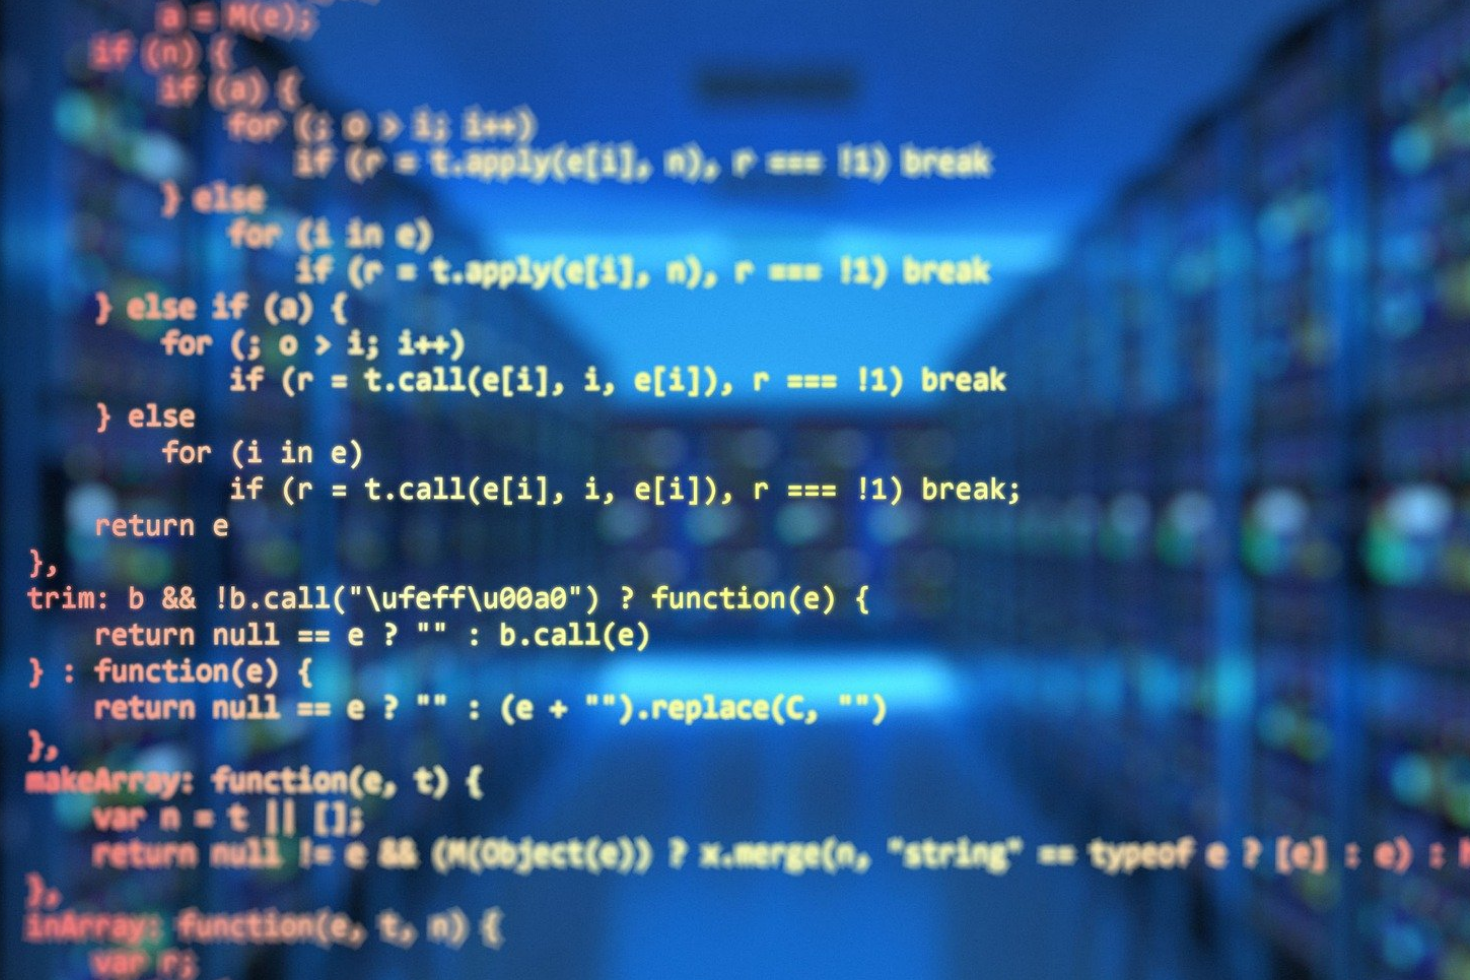 a = M(e);
if (n) {
if (a) {
for (; o > i; i++)
if (r = t.apply(e[i], n), r === !1) break
} else
for (i in e)
if (r = t.apply(e[i], n), r === !1) break
} else if (a) {
for (; o > i; i++)
if (r = t.call(e[i], i, e[i]), r === !1) break
} else
for (i in e)
if (r = t.call(e[i], i, e[i]), r === !1) break;
return e
},
trim: b && !b.call("\ufeff\u00a0") ? function(e) {
return null == e ? "" : b.call(e)
} : function(e) {
return null == e ? "" : (e + "").replace(C, "")
},
makeArray: function(e, t) {
var n = t || [];
return null != e && (M(Object(e)) ? x.merge(n, "string" == typeof e ? [e] : e) :
},
inArray: function(e, t, n) {
var r;